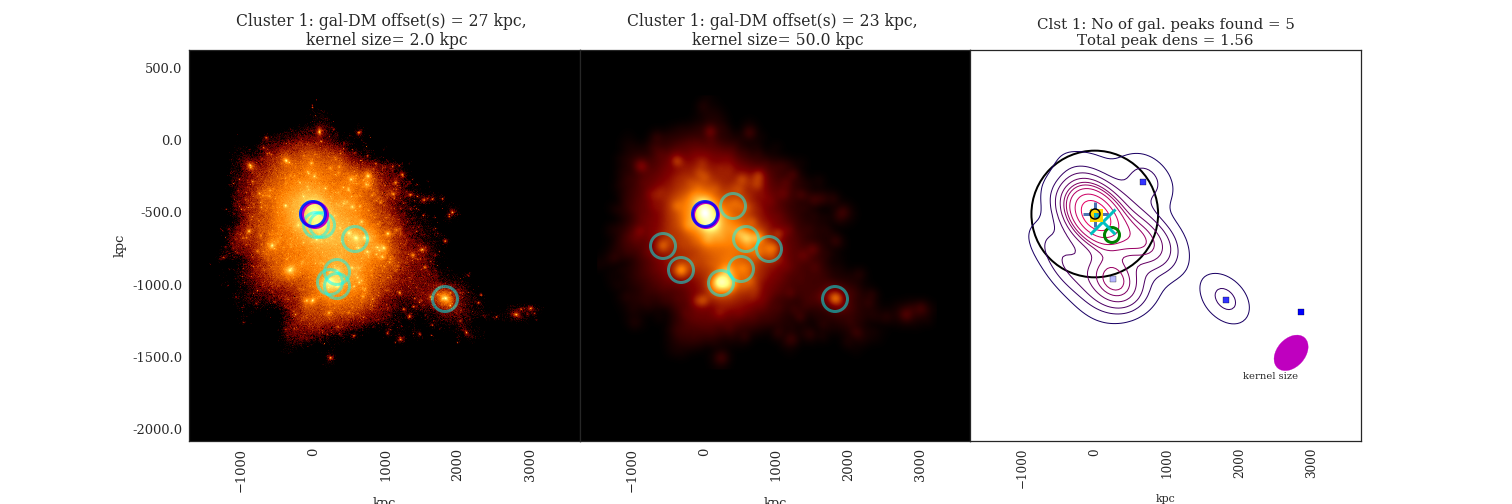 Cluster 1: gal-DM offset(s) = 27 kpc,
kernel size= 2.0 kpc
Cluster 1: gal-DM offset(s) = 23 kpc,
kernel size= 50.0 kpc
Clst 1: No of gal. peaks found = 5
Total peak dens = 1.56
500.0
0.0
-500.0
-1000.0
-1500.0
-2000.0
kpc
−1000
0
1000
2000
3000
kpc
−1000
0
1000
2000
3000
kpc
kernel size
−1000
0
1000
2000
3000
kpc